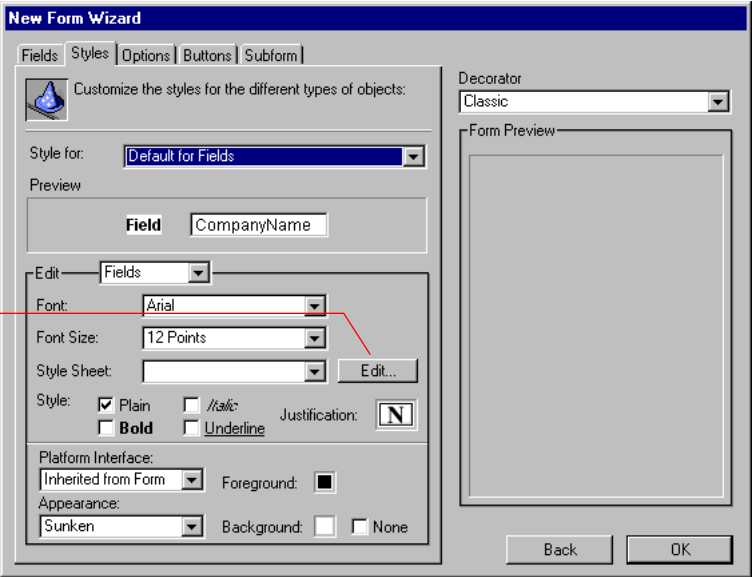 New Form Wizard
Fields Styles Options Buttons Subform
Customize the styles for the different types of objects:
Decorator
Classic
Form Preview
Style for: Default for Fields
Preview
Field CompanyName
Edit Fields
Font: Arial
Font Size: 12 Points
Style Sheet: Edit...
Style: Plain Italic
Bold Underline
Justification: N
Platform Interface:
Inherited from Form Foreground:
Appearance:
Sunken Background: None
Back OK